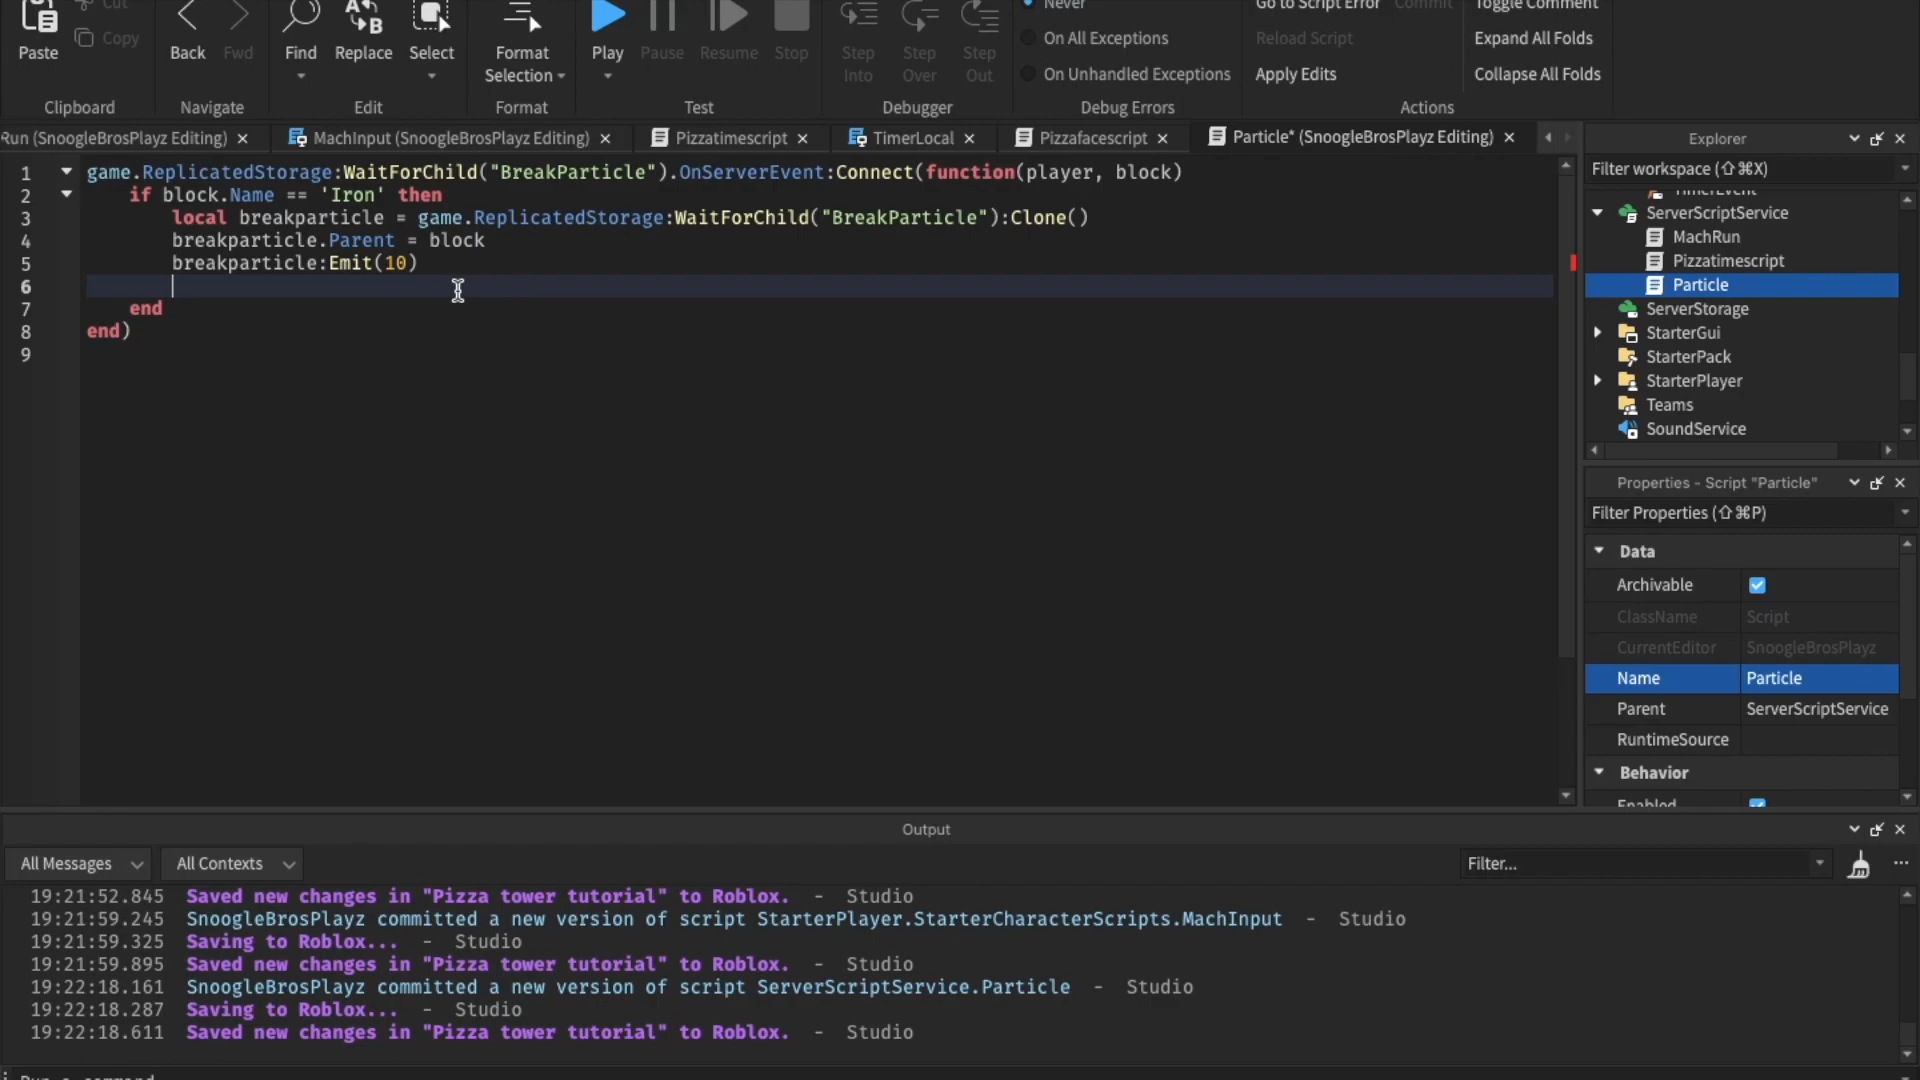 Cut
Never
Go to Script Error
Commit
Toggle Comment
Paste
Copy
Back
Fwd
Find
Replace
Select
Format
Selection
Play
Pause
Resume
Stop
Step
Into
Step
Over
Step
Out
On All Exceptions
On Unhandled Exceptions
Reload Script
Apply Edits
Expand All Folds
Collapse All Folds
Clipboard
Navigate
Edit
Format
Test
Debugger
Debug Errors
Actions
Run (SnoogleBrosPlayz Editing)
MachInput (SnoogleBrosPlayz Editing)
Pizzatimescript
TimerLocal
Pizzafacescript
Particle* (SnoogleBrosPlayz Editing)
1 game.ReplicatedStorage:WaitForChild("BreakParticle").OnServerEvent:Connect(function(player, block)
2 if block.Name == 'Iron' then
3 local breakparticle = game.ReplicatedStorage:WaitForChild("BreakParticle"):Clone()
4 breakparticle.Parent = block
5 breakparticle:Emit(10)
6
7 end
8 end)
9
Explorer
Filter workspace (⇧⌘X)
TimerEvent
ServerScriptService
MachRun
Pizzatimescript
Particle
ServerStorage
StarterGui
StarterPack
StarterPlayer
Teams
SoundService
Properties - Script "Particle"
Filter Properties (⇧⌘P)
Data
Archivable
ClassName Script
CurrentEditor SnoogleBrosPlayz
Name Particle
Parent ServerScriptService
RuntimeSource
Behavior
Enabled
Output
All Messages
All Contexts
Filter...
19:21:52.845 Saved new changes in "Pizza tower tutorial" to Roblox. - Studio
19:21:59.245 SnoogleBrosPlayz committed a new version of script StarterPlayer.StarterCharacterScripts.MachInput - Studio
19:21:59.325 Saving to Roblox... - Studio
19:21:59.895 Saved new changes in "Pizza tower tutorial" to Roblox. - Studio
19:22:18.161 SnoogleBrosPlayz committed a new version of script ServerScriptService.Particle - Studio
19:22:18.287 Saving to Roblox... - Studio
19:22:18.611 Saved new changes in "Pizza tower tutorial" to Roblox. - Studio
Run a command